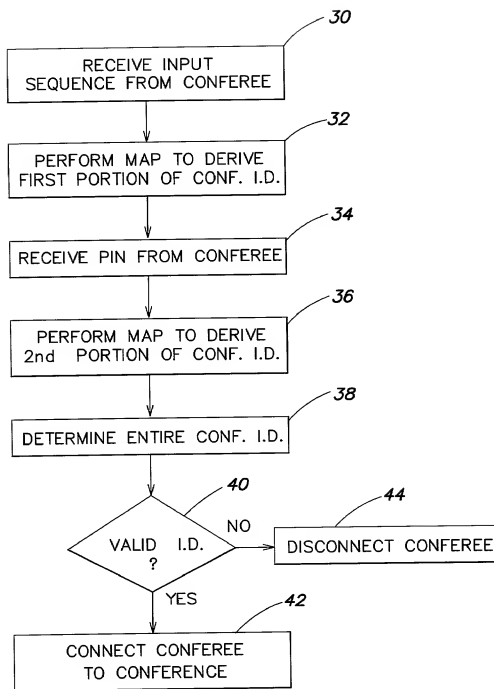 30
RECEIVE INPUT
SEQUENCE FROM CONFEREE
32
PERFORM MAP TO DERIVE
FIRST PORTION OF CONF. I.D.
34
RECEIVE PIN FROM CONFEREE
36
PERFORM MAP TO DERIVE
2nd PORTION OF CONF. I.D.
38
DETERMINE ENTIRE CONF. I.D.
40
VALID I.D.
?
NO
44
DISCONNECT CONFEREE
YES
42
CONNECT CONFEREE
TO CONFERENCE